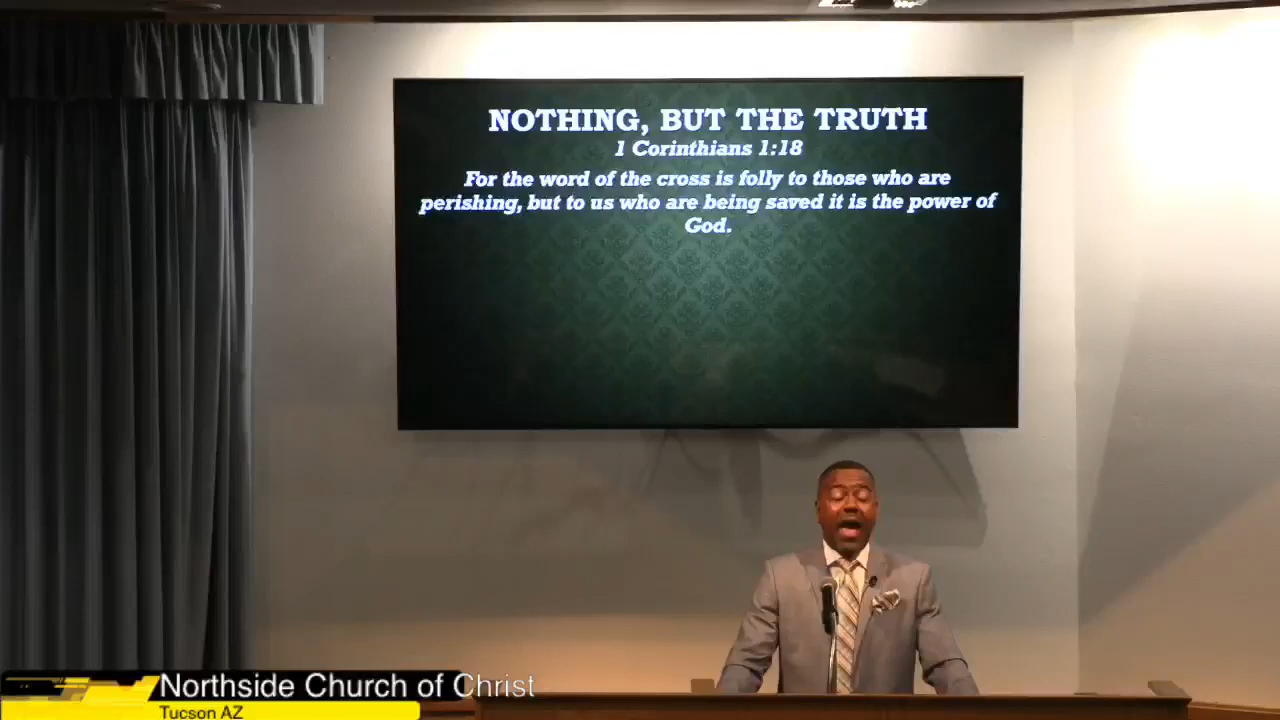 NOTHING, BUT THE TRUTH
1 Corinthians 1:18
For the word of the cross is folly to those who are
perishing, but to us who are being saved it is the power of
God.
Northside Church of Christ
Tucson AZ